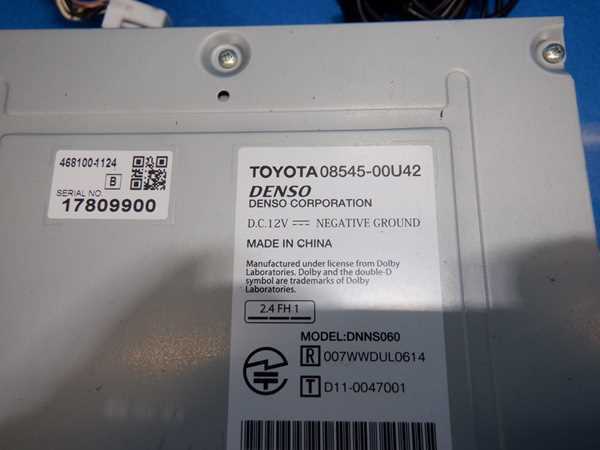 468100-1124
B
SERIAL NO.
17809900
TOYOTA 08545-00U42
DENSO
DENSO CORPORATION
D.C.12V NEGATIVE GROUND
MADE IN CHINA
Manufactured under license from Dolby
Laboratories. Dolby and the double-D
symbol are trademarks of Dolby
Laboratories.
2.4 FH 1
MODEL:DNNS060
R 007WWDUL0614
T D11-0047001